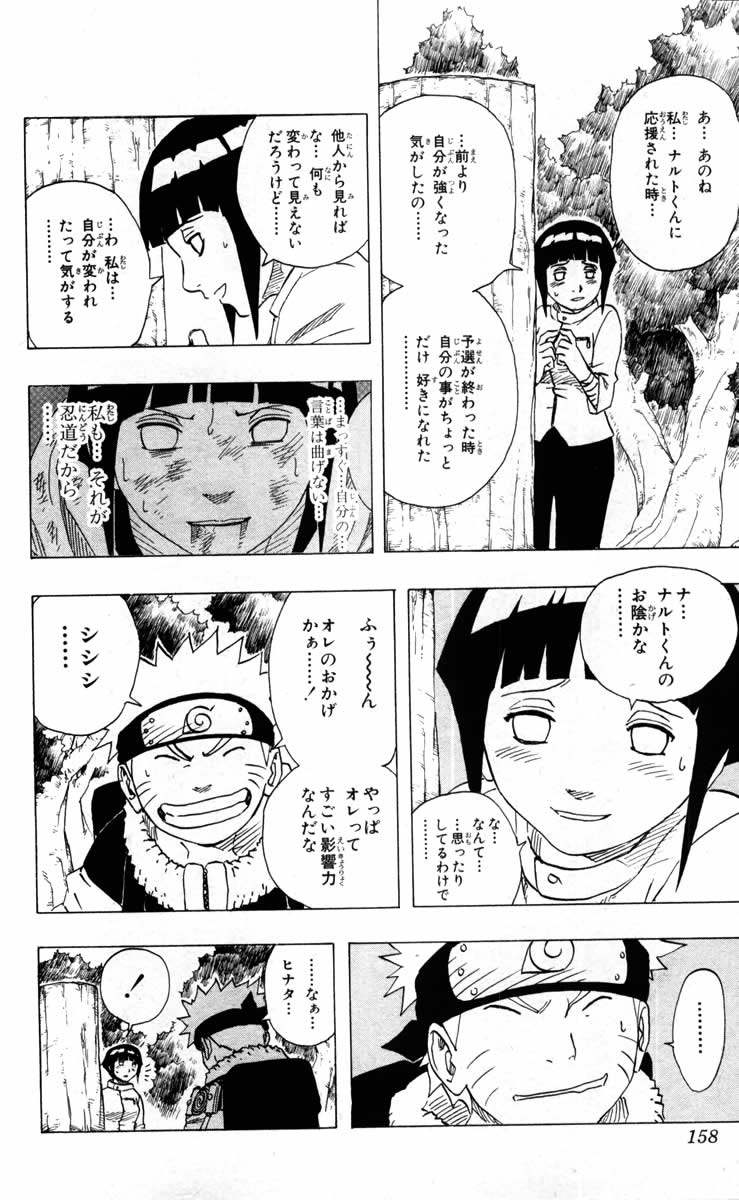 あ…あのね
私…ナルトくんに
応援された時…
…前より
自分が強くなった
気がしたの……
予選が終わった時
自分の事がちょっと
だけ 好きになれた
………
他人から見れば
な…何も
変わって見えない
だろうけど…
…わ 私は…
自分が変われ
たって気がする
…まっすぐ…自分の…
言葉は曲げない…
私も…それが
忍道だから
……
ナ…
ナルトくんの
お陰かな
な…
なんて…
…思ったり
してるわけで
ふぅ〜〜〜ん
オレのおかげ
かぁ……!
やっぱ
オレって
すごい影響力
なんだな
シシシ
……
………
……なぁ…
ヒナタ…
!
158